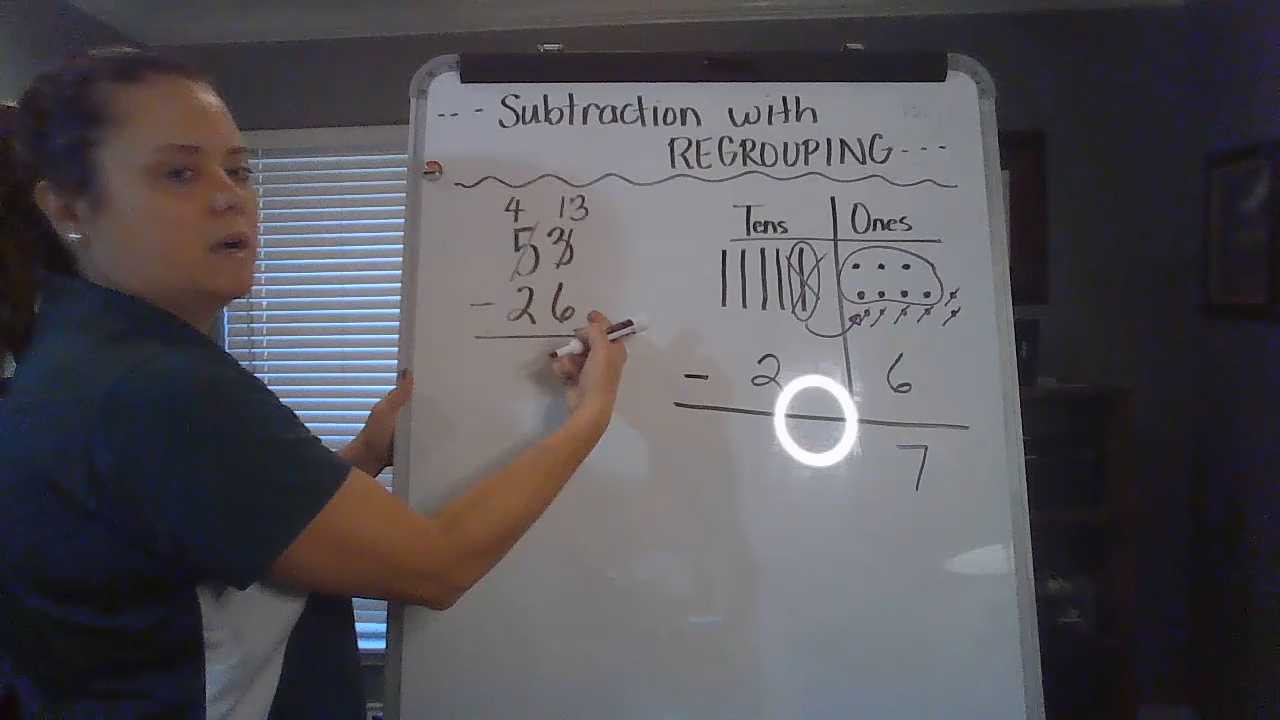 --- Subtraction with
REGROUPING---
4 13
53
- 26
Tens Ones
- 2 6
7